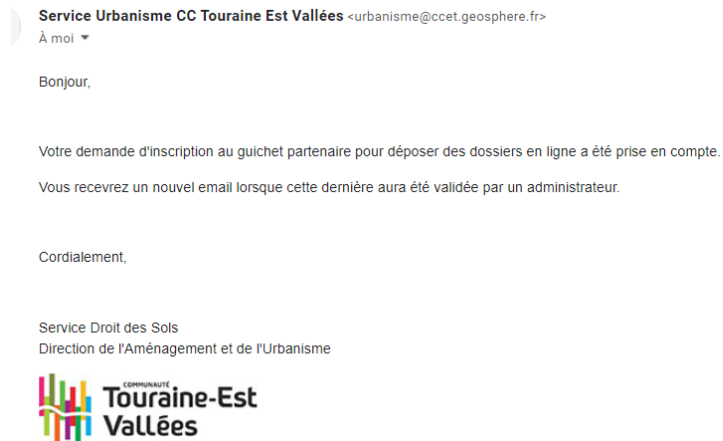 Service Urbanisme CC Touraine Est Vallées <urbanisme@ccet.geosphere.fr>
À moi
Bonjour,
Votre demande d'inscription au guichet partenaire pour déposer des dossiers en ligne a été prise en compte.
Vous recevrez un nouvel email lorsque cette dernière aura été validée par un administrateur.
Cordialement,
Service Droit des Sols
Direction de l'Aménagement et de l'Urbanisme
COMMUNAUTÉ
Touraine-Est
Vallées